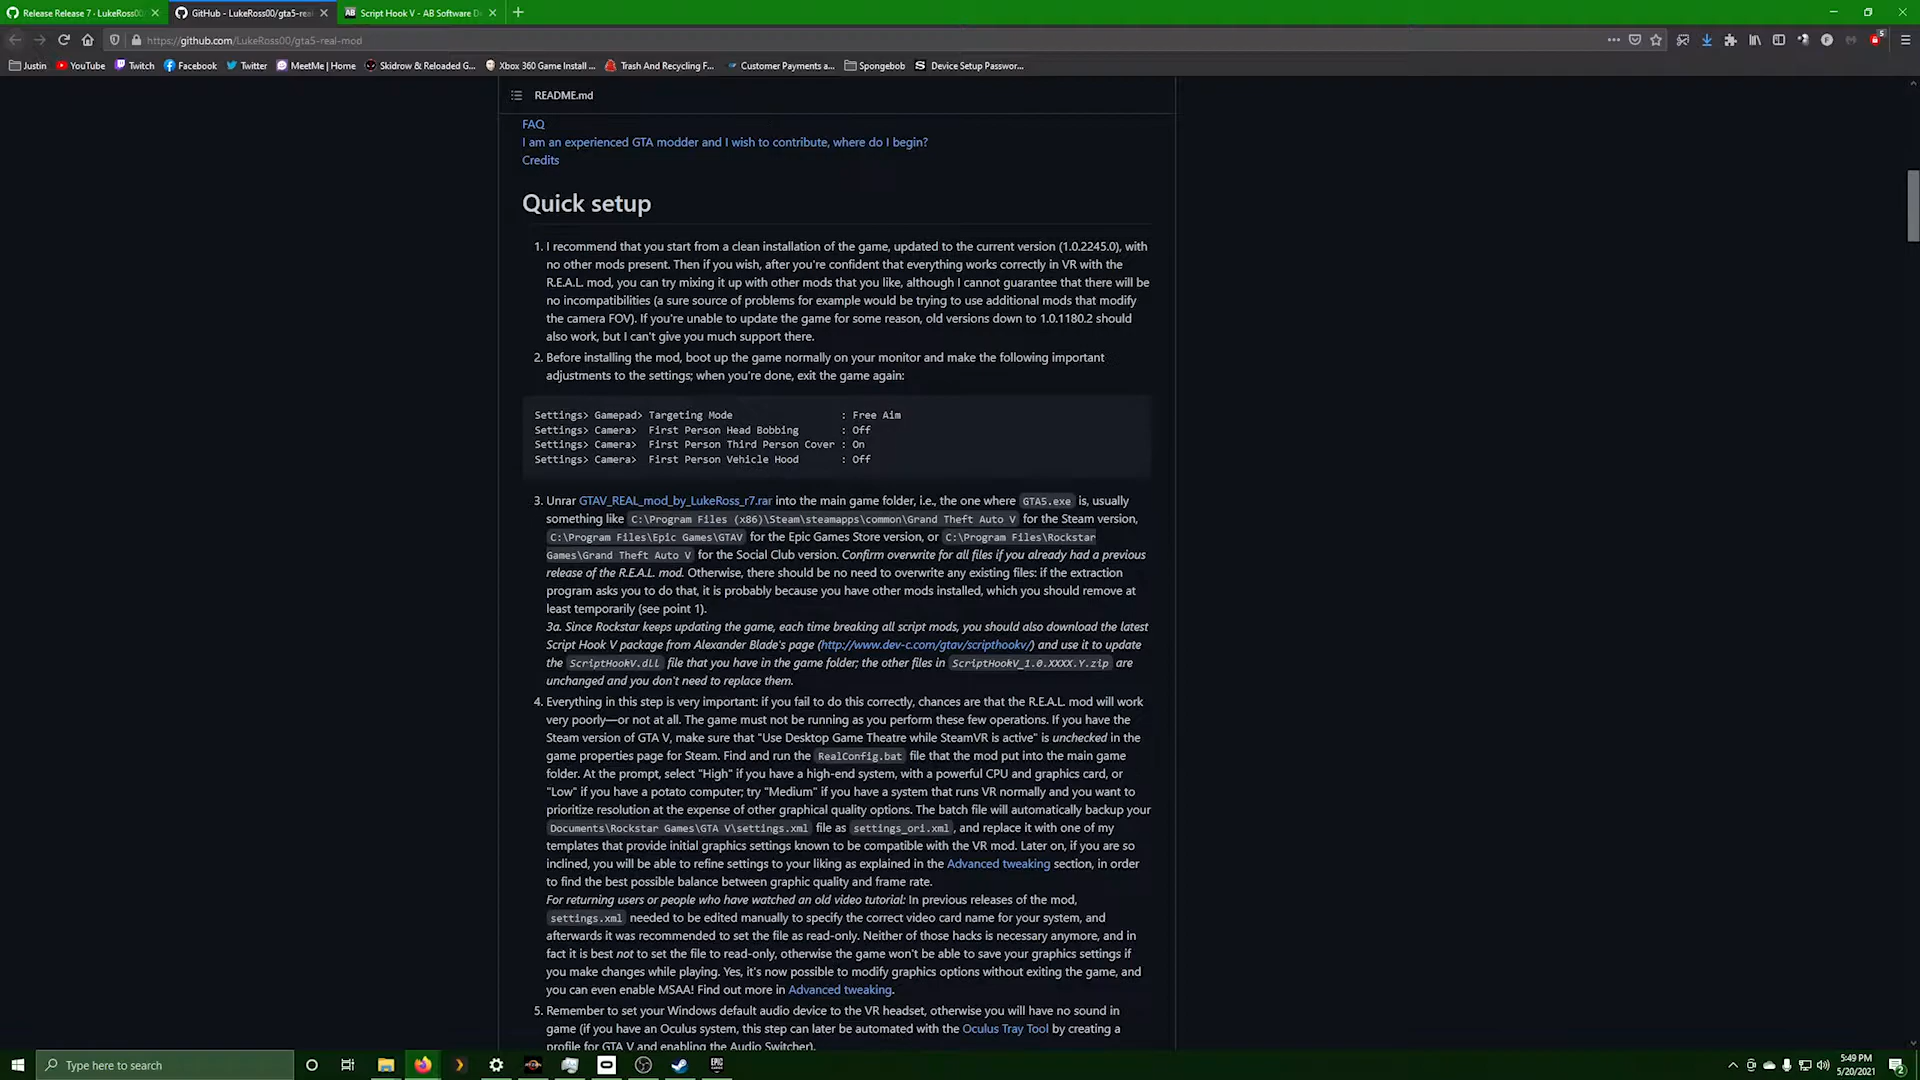 Release Release 7 · LukeRoss00/
GitHub - LukeRoss00/gta5-real
Script Hook V - AB Software D
https://github.com/LukeRoss00/gta5-real-mod
5
Justin
YouTube
Twitch
Facebook
Twitter
MeetMe | Home
Skidrow & Reloaded G...
Xbox 360 Game Install ...
Trash And Recycling F...
Customer Payments a...
Spongebob
Device Setup Passwor...
README.md
FAQ
I am an experienced GTA modder and I wish to contribute, where do I begin?
Credits
Quick setup
1. I recommend that you start from a clean installation of the game, updated to the current version (1.0.2245.0), with
no other mods present. Then if you wish, after you're confident that everything works correctly in VR with the
R.E.A.L. mod, you can try mixing it up with other mods that you like, although I cannot guarantee that there will be
no incompatibilities (a sure source of problems for example would be trying to use additional mods that modify
the camera FOV). If you're unable to update the game for some reason, old versions down to 1.0.1180.2 should
also work, but I can't give you much support there.
2. Before installing the mod, boot up the game normally on your monitor and make the following important
adjustments to the settings; when you're done, exit the game again:
Settings> Gamepad> Targeting Mode : Free Aim
Settings> Camera> First Person Head Bobbing : Off
Settings> Camera> First Person Third Person Cover : On
Settings> Camera> First Person Vehicle Hood : Off
3. Unrar GTAV_REAL_mod_by_LukeRoss_r7.rar into the main game folder, i.e., the one where GTA5.exe is, usually
something like C:\Program Files (x86)\Steam\steamapps\common\Grand Theft Auto V for the Steam version,
C:\Program Files\Epic Games\GTAV for the Epic Games Store version, or C:\Program Files\Rockstar
Games\Grand Theft Auto V for the Social Club version. Confirm overwrite for all files if you already had a previous
release of the R.E.A.L. mod. Otherwise, there should be no need to overwrite any existing files: if the extraction
program asks you to do that, it is probably because you have other mods installed, which you should remove at
least temporarily (see point 1).
3a. Since Rockstar keeps updating the game, each time breaking all script mods, you should also download the latest
Script Hook V package from Alexander Blade's page (http://www.dev-c.com/gtav/scripthookv/) and use it to update
the ScriptHookV.dll file that you have in the game folder; the other files in ScriptHookV_1.0.XXXX.Y.zip are
unchanged and you don't need to replace them.
4. Everything in this step is very important: if you fail to do this correctly, chances are that the R.E.A.L. mod will work
very poorly—or not at all. The game must not be running as you perform these few operations. If you have the
Steam version of GTA V, make sure that "Use Desktop Game Theatre while SteamVR is active" is unchecked in the
game properties page for Steam. Find and run the RealConfig.bat file that the mod put into the main game
folder. At the prompt, select "High" if you have a high-end system, with a powerful CPU and graphics card, or
"Low" if you have a potato computer; try "Medium" if you have a system that runs VR normally and you want to
prioritize resolution at the expense of other graphical quality options. The batch file will automatically backup your
Documents\Rockstar Games\GTA V\settings.xml file as settings_ori.xml, and replace it with one of my
templates that provide initial graphics settings known to be compatible with the VR mod. Later on, if you are so
inclined, you will be able to refine settings to your liking as explained in the Advanced tweaking section, in order
to find the best possible balance between graphic quality and frame rate.
For returning users or people who have watched an old video tutorial: In previous releases of the mod,
settings.xml needed to be edited manually to specify the correct video card name for your system, and
afterwards it was recommended to set the file as read-only. Neither of those hacks is necessary anymore, and in
fact it is best not to set the file to read-only, otherwise the game won't be able to save your graphics settings if
you make changes while playing. Yes, it's now possible to modify graphics options without exiting the game, and
you can even enable MSAA! Find out more in Advanced tweaking.
5. Remember to set your Windows default audio device to the VR headset, otherwise you will have no sound in
game (if you have an Oculus system, this step can later be automated with the Oculus Tray Tool by creating a
profile for GTA V and enabling the Audio Switcher).
Type here to search
5:49 PM
5/20/2021
2